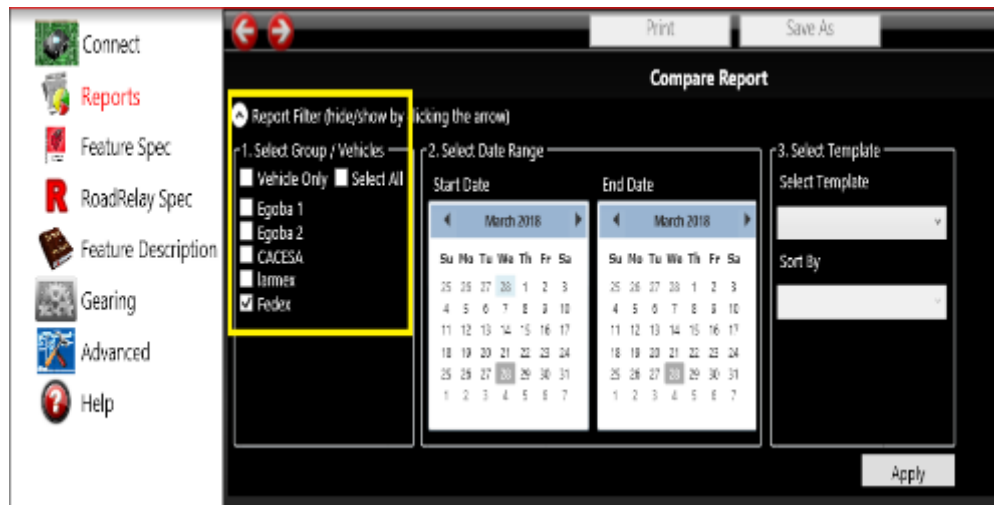 Connect
Reports
Feature Spec
RoadRelay Spec
Feature Description
Gearing
Advanced
Help
Print Save As
Compare Report
Report Filter (hide/show by clicking the arrow)
1. Select Group / Vehicles
Vehicle Only Select All
Egoba 1
Egoba 2
CACESA
larmex
Fedex
2. Select Date Range
Start Date
March 2018
Su Mo Tu We Th Fr Sa
25 26 27 28 1 2 3
4 5 6 7 8 9 10
11 12 13 14 15 16 17
18 19 20 21 22 23 24
25 26 27 28 29 30 31
1 2 3 4 5 6 7
End Date
March 2018
Su Mo Tu We Th Fr Sa
25 26 27 28 1 2 3
4 5 6 7 8 9 10
11 12 13 14 15 16 17
18 19 20 21 22 23 24
25 26 27 28 29 30 31
1 2 3 4 5 6 7
3. Select Template
Select Template
Sort By
Apply